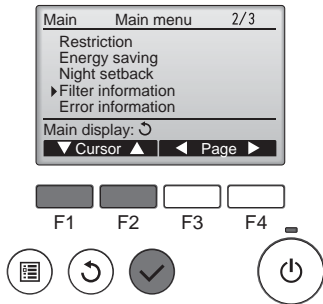 Main Main menu 2/3
Restriction
Energy saving
Night setback
Filter information
Error information
Main display:
Cursor Page
F1 F2 F3 F4